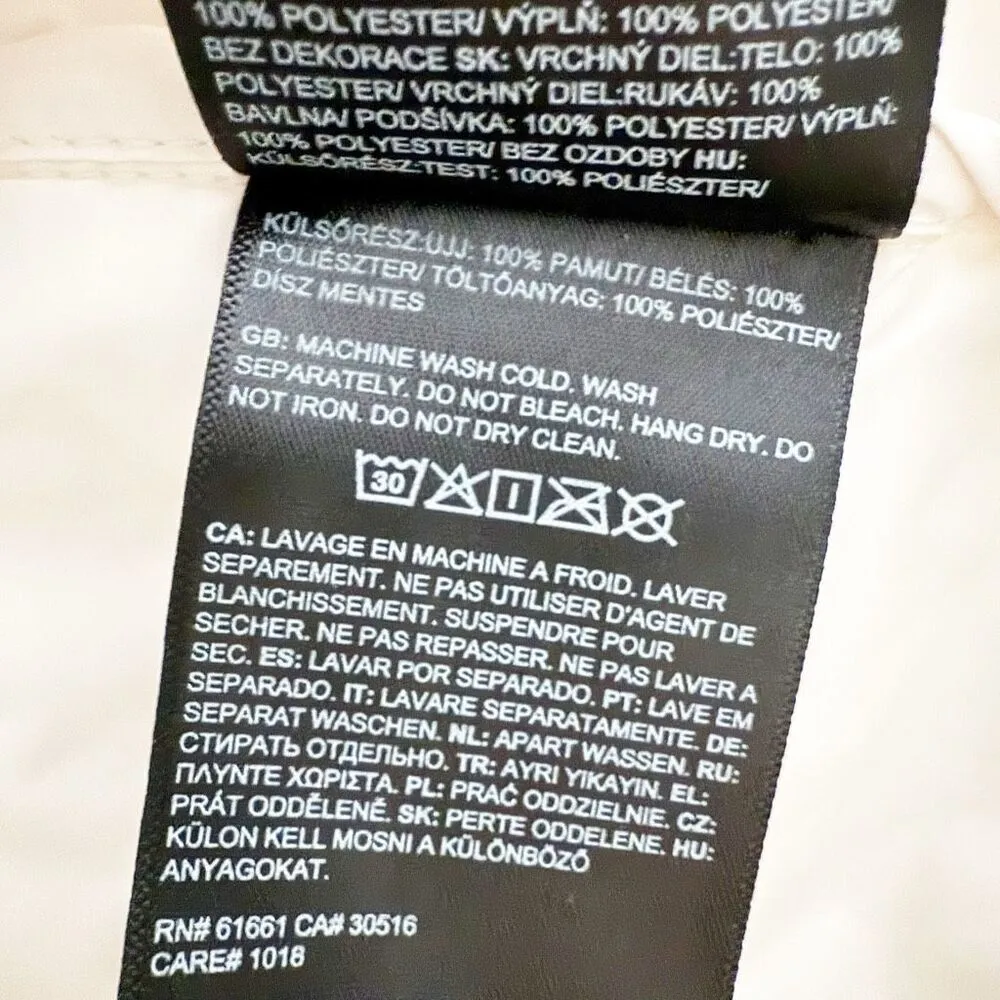 100% POLYESTER/ VÝPLŇ: 100% POLYESTER/
BEZ DEKORACE SK: VRCHNÝ DIEL:TELO: 100%
POLYESTER/ VRCHNÝ DIEL:RUKÁV: 100%
BAVLNA/ PODŠÍVKA: 100% POLYESTER/ VÝPLŇ:
100% POLYESTER/ BEZ OZDOBY HU:
KÜLSŐRÉSZ:TEST: 100% POLIÉSZTER/
KÜLSŐRÉSZ:UJJ: 100% PAMUT/ BÉLÉS: 100%
POLIÉSZTER/ TÖLTŐANYAG: 100% POLIÉSZTER/
DÍSZ MENTES
GB: MACHINE WASH COLD. WASH
SEPARATELY. DO NOT BLEACH. HANG DRY. DO
NOT IRON. DO NOT DRY CLEAN.
30
CA: LAVAGE EN MACHINE A FROID. LAVER
SEPAREMENT. NE PAS UTILISER D'AGENT DE
BLANCHISSEMENT. SUSPENDRE POUR
SECHER. NE PAS REPASSER. NE PAS LAVER A
SEC. ES: LAVAR POR SEPARADO. PT: LAVE EM
SEPARADO. IT: LAVARE SEPARATAMENTE. DE:
SEPARAT WASCHEN. NL: APART WASSEN. RU:
СТИРАТЬ ОТДЕЛЬНО. TR: AYRI YIKAYIN. EL:
ΠΛΥΝΤΕ ΧΩΡΙΣΤΑ. PL: PRAĆ ODDZIELNIE. CZ:
PRÁT ODDĚLENĚ. SK: PERTE ODDELENE. HU:
KÜLÖN KELL MOSNI A KÜLÖNBÖZŐ
ANYAGOKAT.
RN# 61661 CA# 30516
CARE# 1018